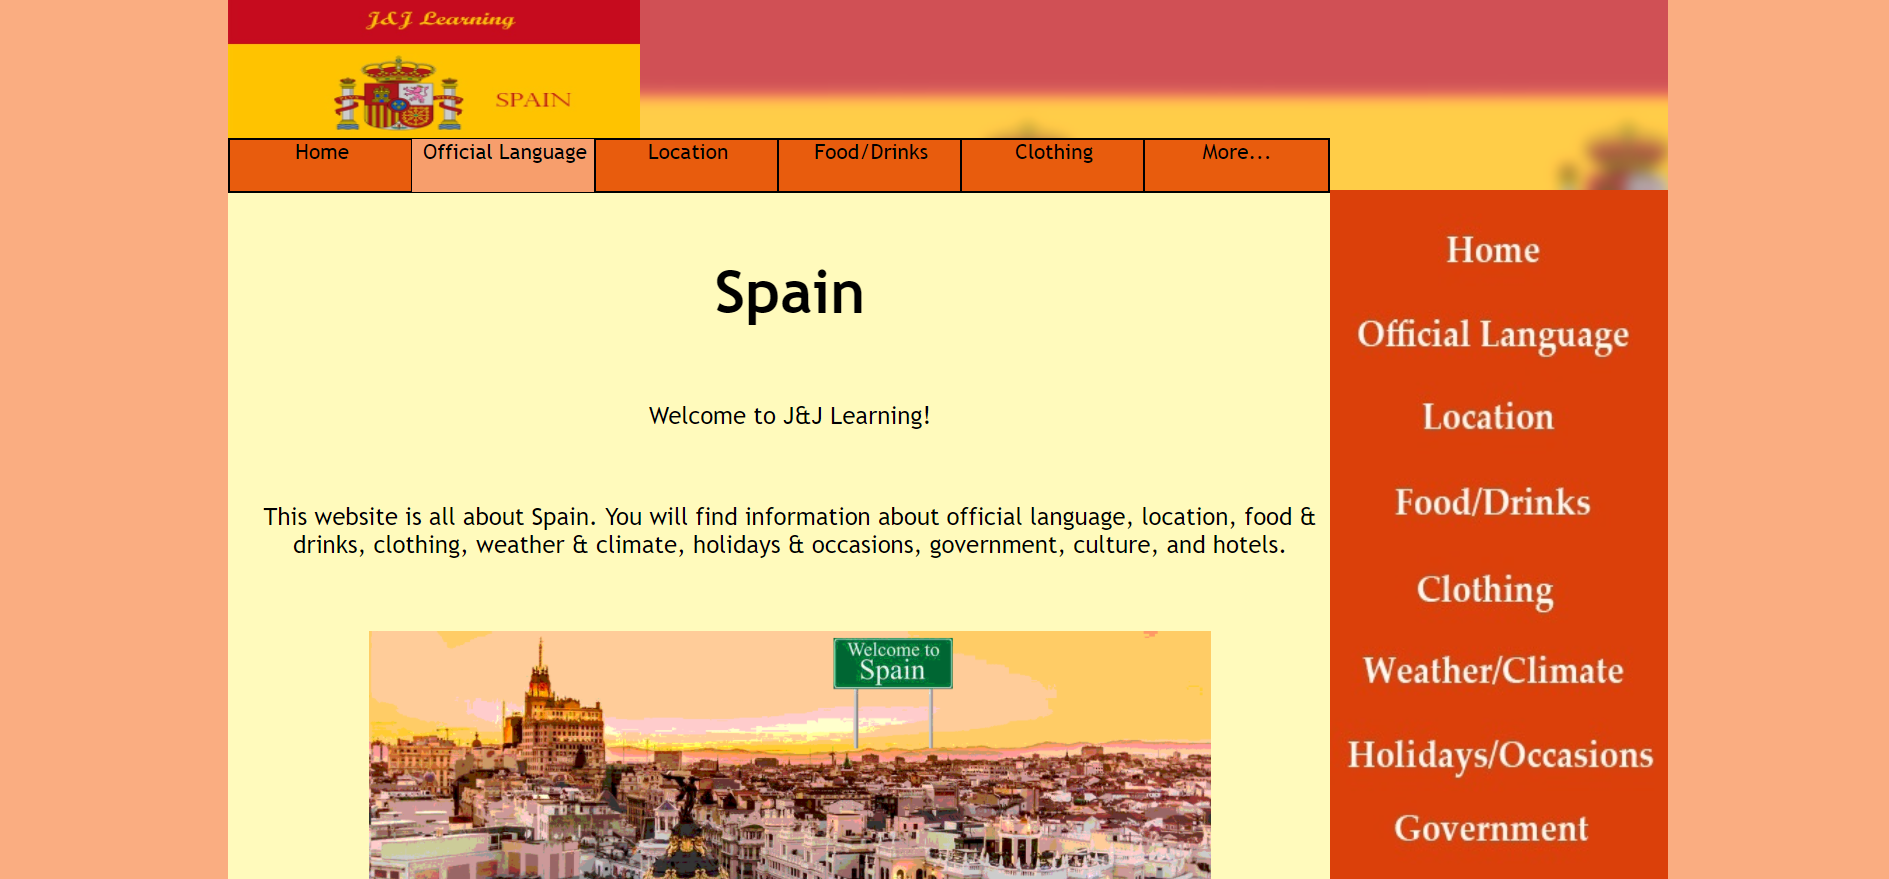 J&J Learning
SPAIN
Home
Official Language
Location
Food/Drinks
Clothing
More...
Spain
Welcome to J&J Learning!
This website is all about Spain. You will find information about official language, location, food &
drinks, clothing, weather & climate, holidays & occasions, government, culture, and hotels.
Welcome to
Spain
Home
Official Language
Location
Food/Drinks
Clothing
Weather/Climate
Holidays/Occasions
Government